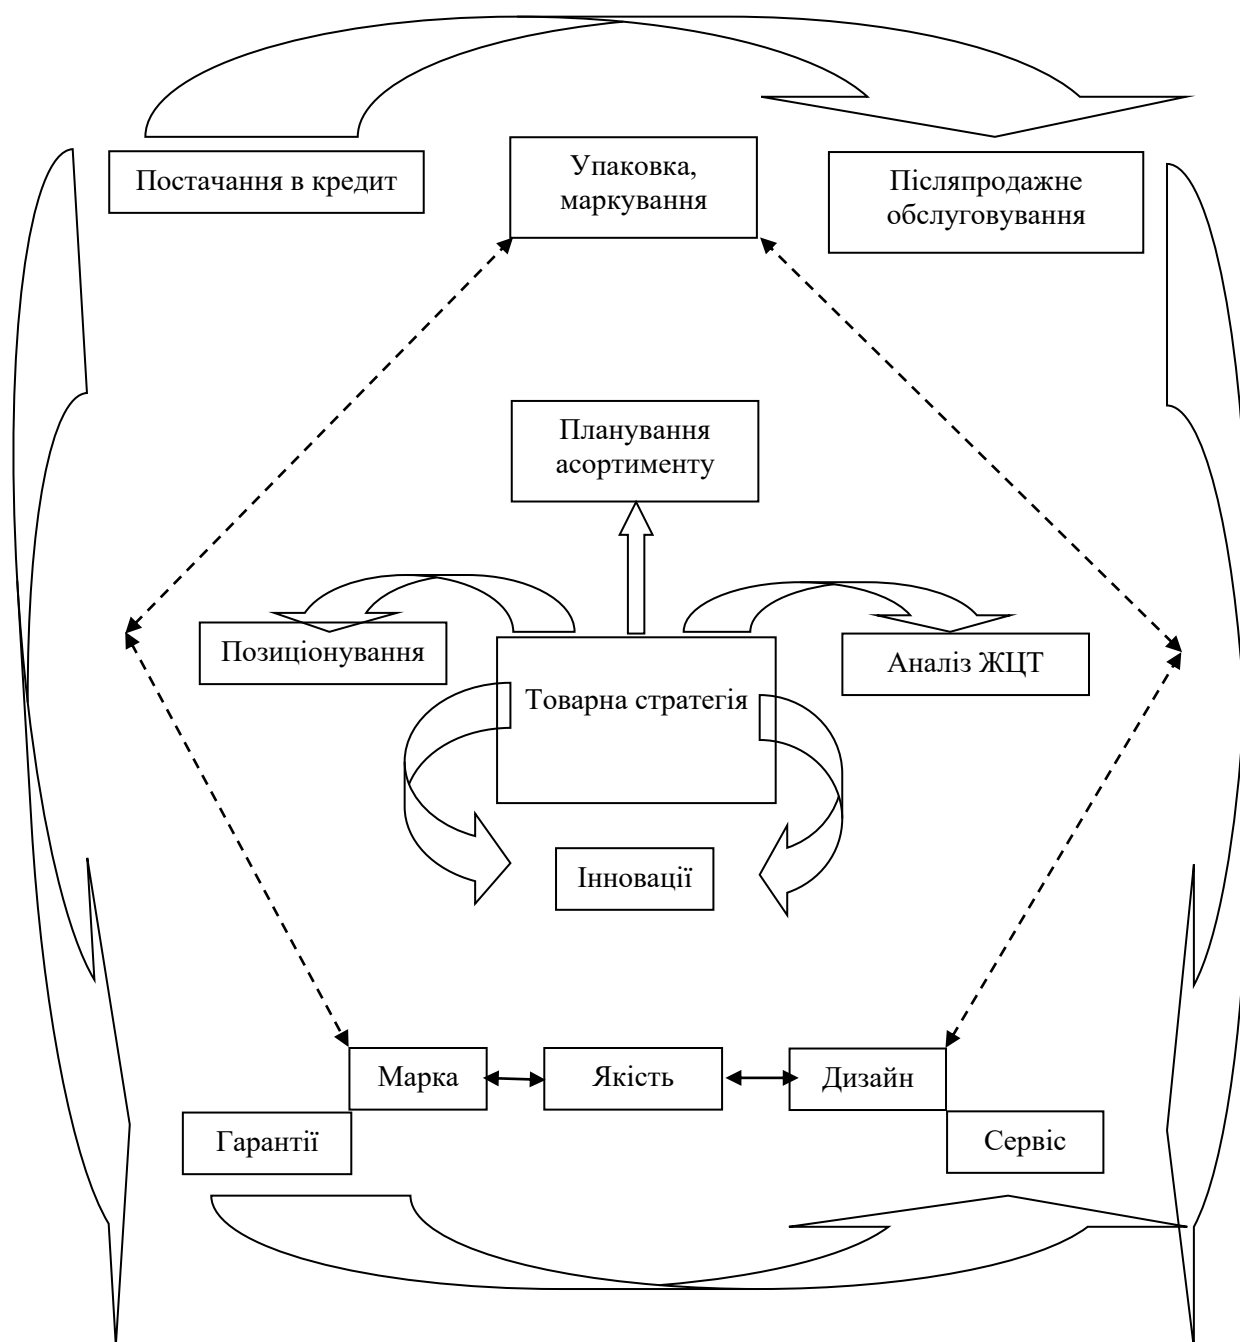 Постачання в кредит
Упаковка,
маркування
Післяпродажне
обслуговування
Планування
асортименту
Позиціонування
Товарна стратегія
Аналіз ЖЦТ
Інновації
Марка
Якість
Дизайн
Гарантії
Сервіс